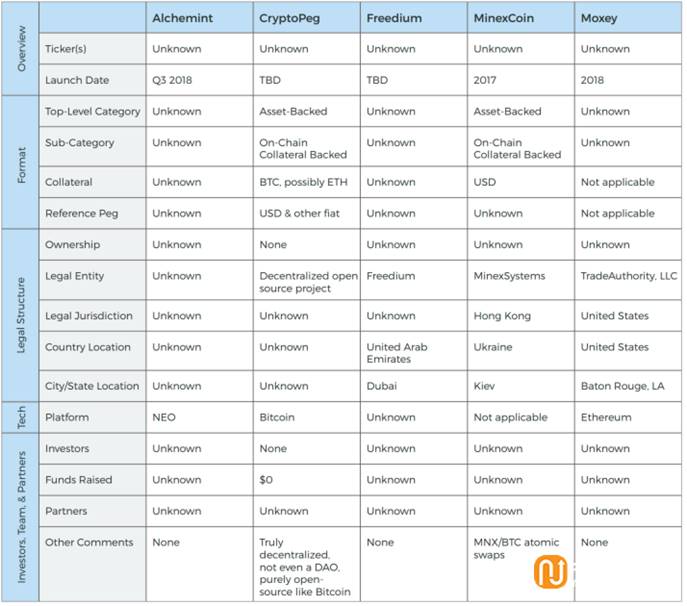 Overview
Format
Legal Structure
Tech
Investors, Team, & Partners
Alchemint CryptoPeg Freedium MinexCoin Moxey
Ticker(s) Unknown Unknown Unknown Unknown Unknown
Launch Date Q3 2018 TBD TBD 2017 2018
Top-Level Category Unknown Asset-Backed Unknown Asset-Backed Unknown
Sub-Category Unknown On-Chain Unknown On-Chain Unknown
Collateral Backed Collateral Backed
Collateral Unknown BTC, possibly ETH Unknown USD Not applicable
Reference Peg Unknown USD & other fiat Unknown Unknown Not applicable
Ownership Unknown None Unknown Unknown Unknown
Legal Entity Unknown Decentralized open Freedium MinexSystems TradeAuthority, LLC
source project
Legal Jurisdiction Unknown Unknown Unknown Hong Kong United States
Country Location Unknown Unknown United Arab Ukraine United States
Emirates
City/State Location Unknown Unknown Dubai Kiev Baton Rouge, LA
Platform NEO Bitcoin Unknown Not applicable Ethereum
Investors Unknown None Unknown Unknown Unknown
Funds Raised Unknown $0 Unknown Unknown Unknown
Partners Unknown Unknown Unknown Unknown Unknown
Other Comments None Truly None MNX/BTC atomic None
decentralized, swaps
not even a DAO,
purely open-
source like Bitcoin